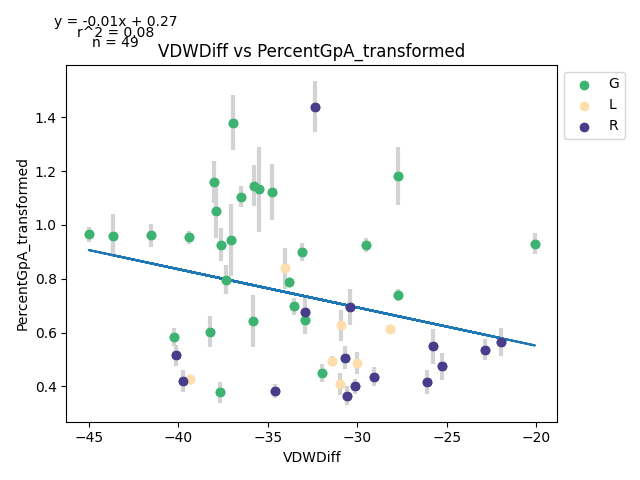 y = -0.01x + 0.27
r^2 = 0.08
n = 49
VDWDiff vs PercentGpA_transformed
G
L
R
PercentGpA_transformed
1.4
1.2
1.0
0.8
0.6
0.4
−45 −40 −35 −30 −25 −20
VDWDiff